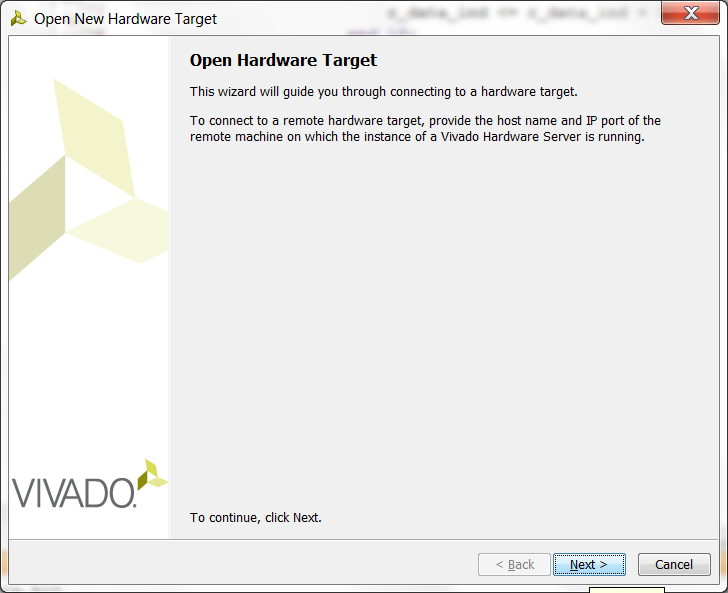 Open New Hardware Target
Open Hardware Target
This wizard will guide you through connecting to a hardware target.
To connect to a remote hardware target, provide the host name and IP port of the
remote machine on which the instance of a Vivado Hardware Server is running.
VIVADO.
To continue, click Next.
< Back
Next >
Cancel